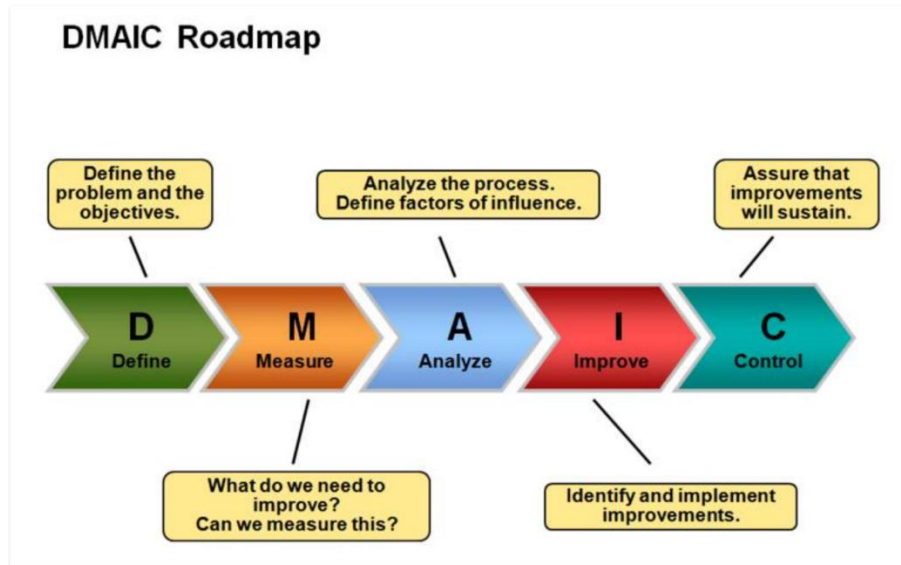 DMAIC Roadmap
Define the
problem and the
objectives.
Analyze the process.
Define factors of influence.
Assure that
improvements
will sustain.
D
Define
M
Measure
A
Analyze
I
Improve
C
Control
What do we need to
improve?
Can we measure this?
Identify and implement
improvements.